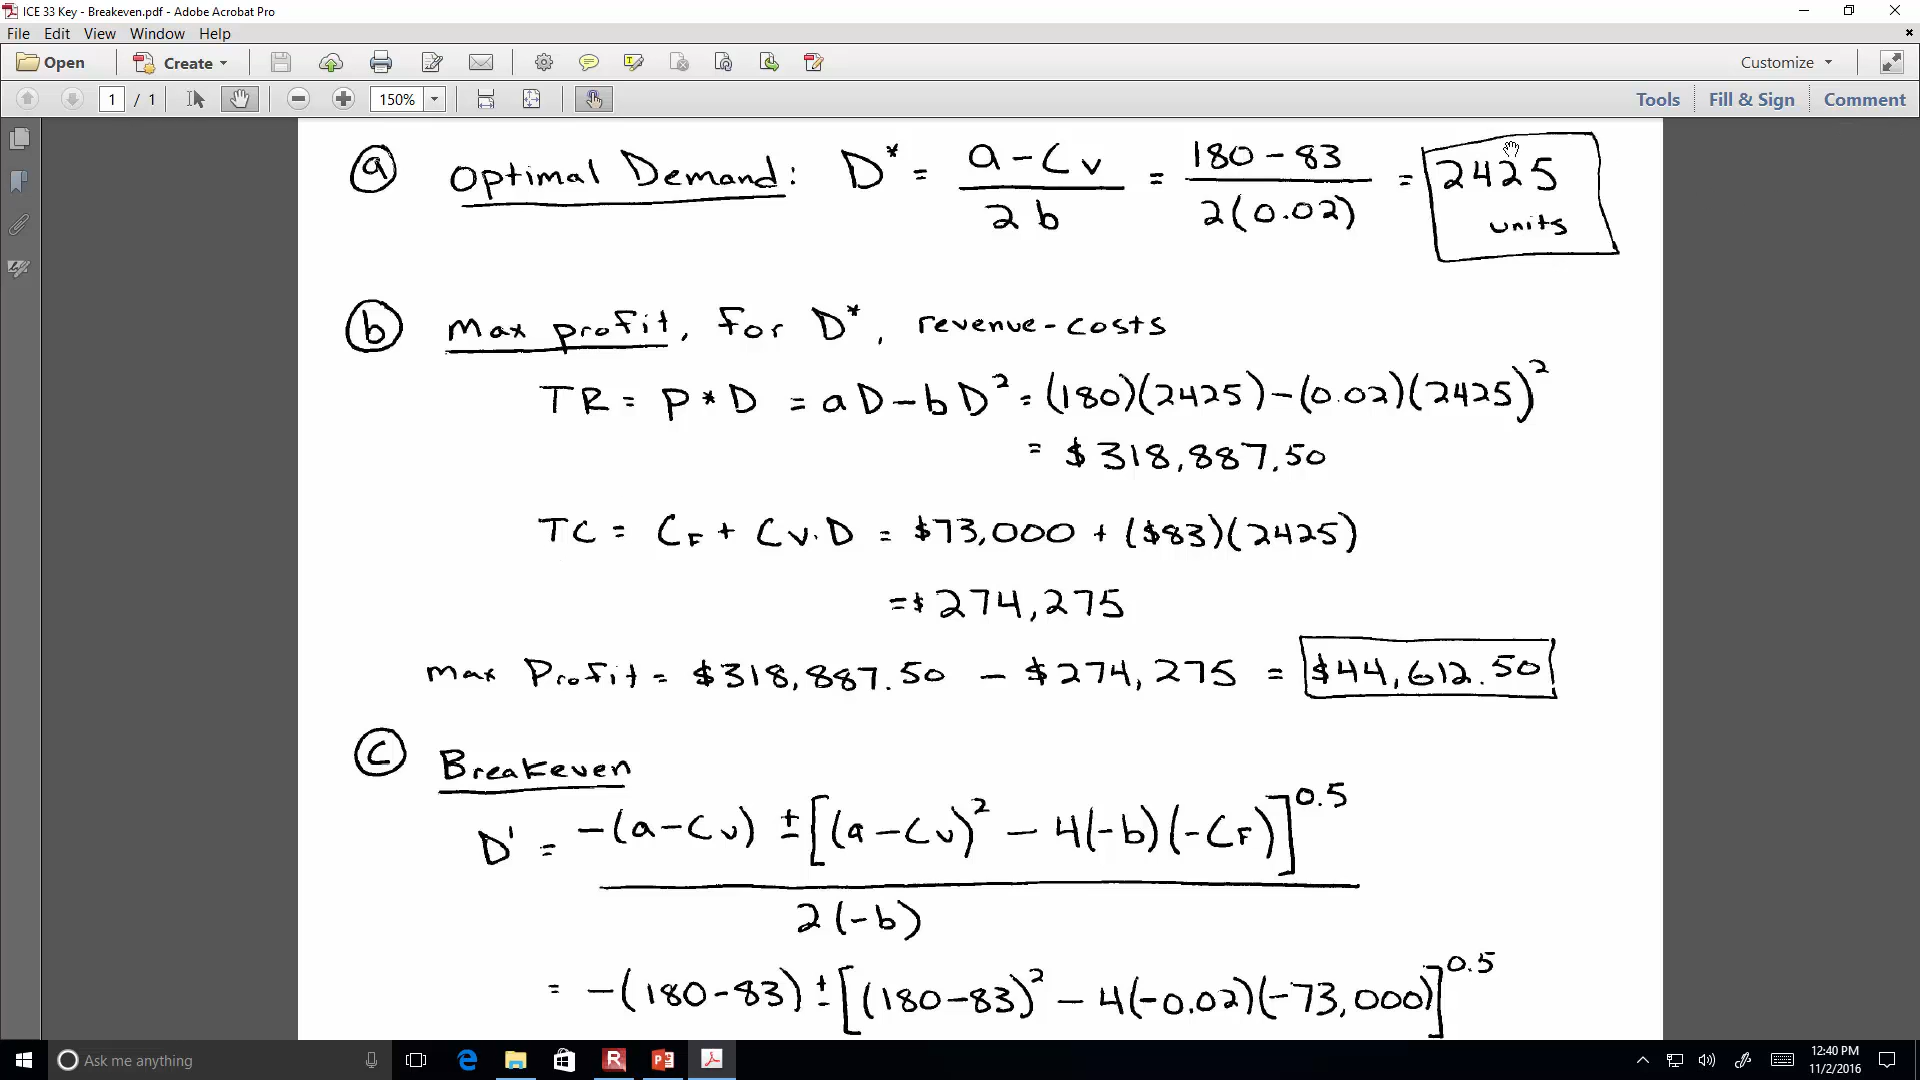 ICE 33 Key - Breakeven.pdf - Adobe Acrobat Pro
File Edit View Window Help
Open Create Customize
1 / 1 150% Tools Fill & Sign Comment
(a) Optimal Demand: D* = (a - Cv) / 2b = (180 - 83) / 2(0.02) = 2425 units
(b) Max profit, for D*, revenue - costs
TR = P * D = aD - bD² = (180)(2425) - (0.02)(2425)²
= $318,887.50
TC = CF + Cv.D = $73,000 + ($83)(2425)
= $274,275
Max Profit = $318,887.50 - $274,275 = $44,612.50
(c) Breakeven
D' = -(a - Cv) ± [(a - Cv)² - 4(-b)(-CF)]^0.5
2(-b)
= -(180-83) ± [(180-83)² - 4(-0.02)(-73,000)]^0.5
Ask me anything
12:40 PM
11/2/2016